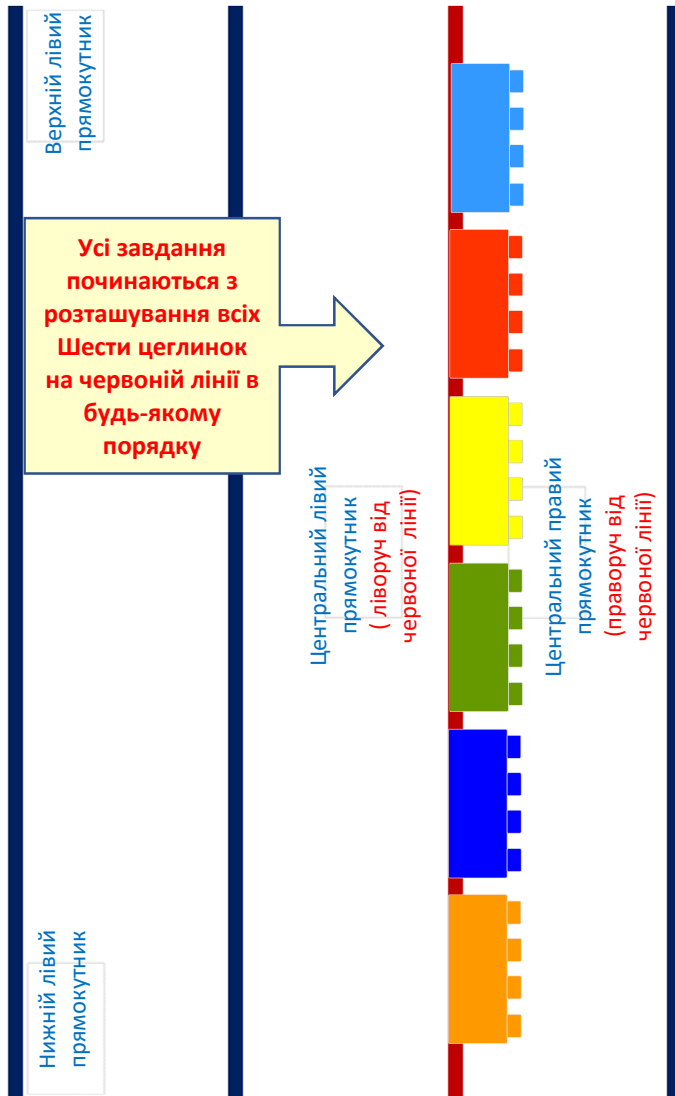 Верхній лівий
прямокутник
Усі завдання
починаються з
розташування всіх
Шести цеглинок
на червоній лінії в
будь-якому
порядку
Центральний лівий
прямокутник
( ліворуч від
червоної лінії)
Центральний правий
прямокутник
(праворуч від
червоної лінії)
Нижній лівий
прямокутник